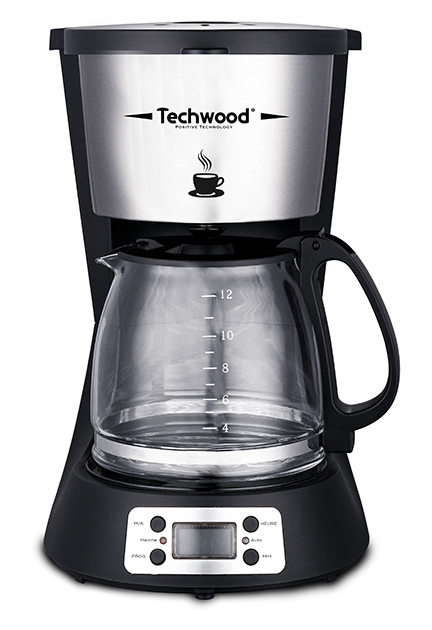 Techwood®
POSITIVE TECHNOLOGY
12
10
8
6
4
M/A
HEURE
Marche
Auto
PROG
MIN